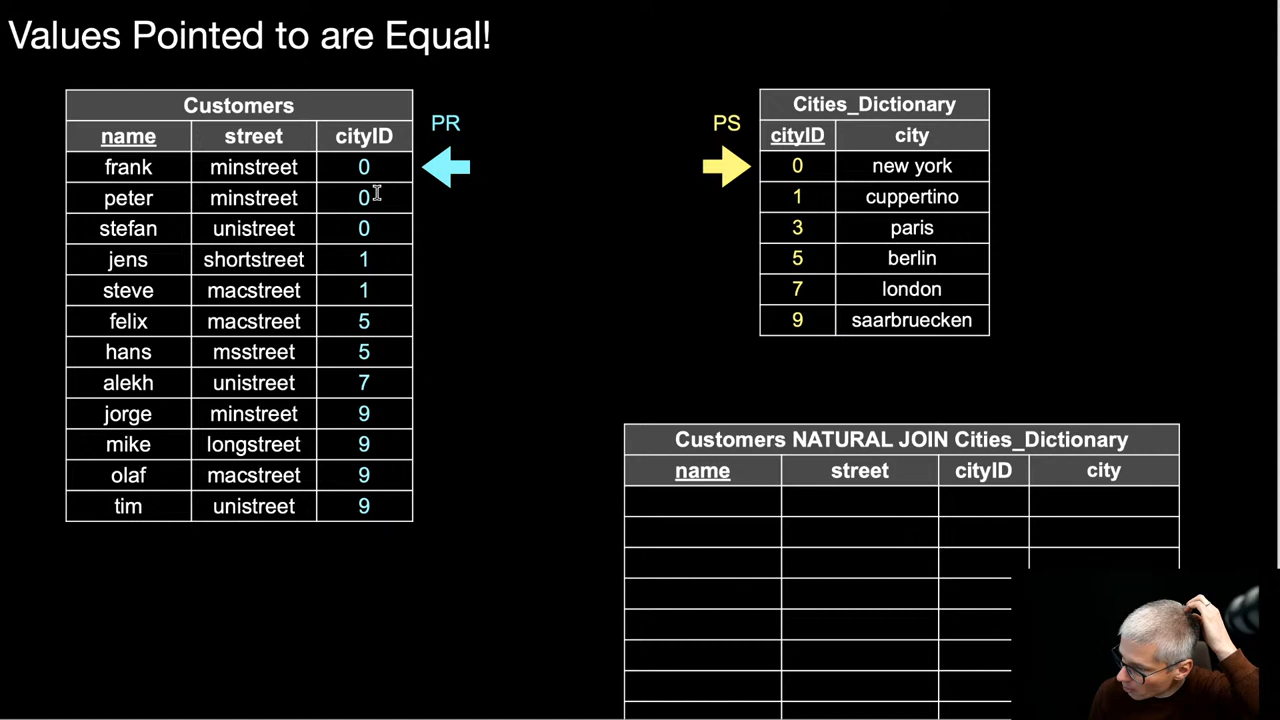 Values Pointed to are Equal!
Customers
name street cityID
frank minstreet 0
peter minstreet 0
stefan unistreet 0
jens shortstreet 1
steve macstreet 1
felix macstreet 5
hans msstreet 5
alekh unistreet 7
jorge minstreet 9
mike longstreet 9
olaf macstreet 9
tim unistreet 9
PR
PS
Cities_Dictionary
cityID city
0 new york
1 cuppertino
3 paris
5 berlin
7 london
9 saarbruecken
Customers NATURAL JOIN Cities_Dictionary
name street cityID city